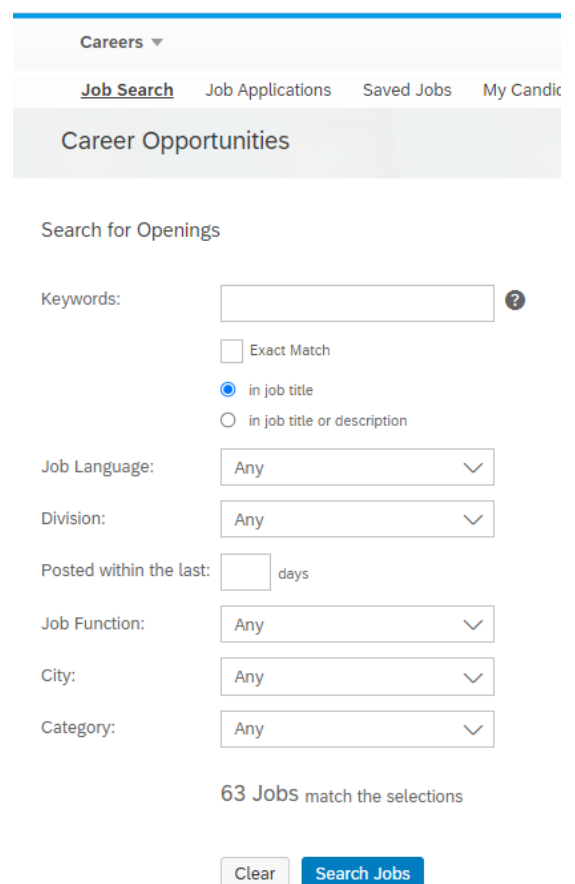 Careers
Job Search Job Applications Saved Jobs My
Career Opportunities
Search for Openings
Keywords:
Exact Match
in job title
in job title or description
Job Language: Any
Division: Any
Posted within the last: days
Job Function: Any
City: Any
Category: Any
63 Jobs match the selections
Clear Search Jobs